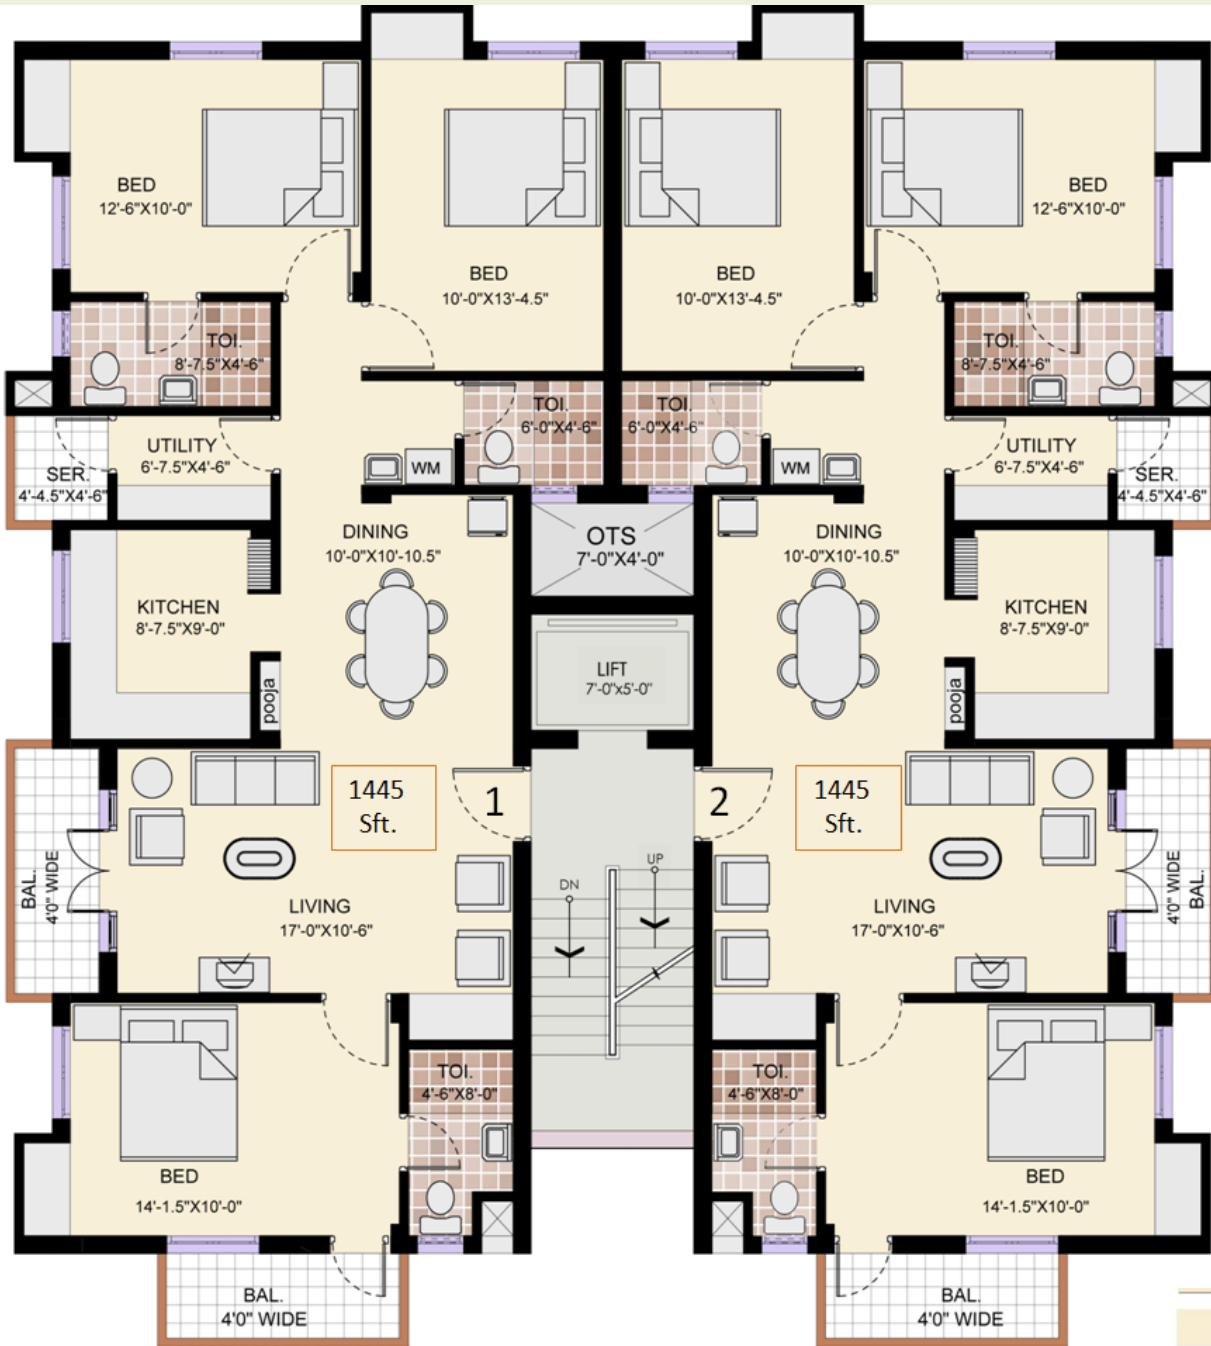 BED
12'-6"X10'-0"
BED
10'-0"X13'-4.5"
BED
10'-0"X13'-4.5"
BED
12'-6"X10'-0"
TOI.
8'-7.5"X4'-6"
TOI.
8'-7.5"X4'-6"
TOI.
6'-0"X4'-6"
TOI.
6'-0"X4'-6"
UTILITY
6'-7.5"X4'-6"
SER.
4'-4.5"X4'-6"
WM
WM
UTILITY
6'-7.5"X4'-6"
SER.
4'-4.5"X4'-6"
DINING
10'-0"X10'-10.5"
OTS
7'-0"X4'-0"
DINING
10'-0"X10'-10.5"
KITCHEN
8'-7.5"X9'-0"
LIFT
7'-0"x5'-0"
KITCHEN
8'-7.5"X9'-0"
pooja
pooja
1445
Sft.
1
2
1445
Sft.
BAL.
4'0" WIDE
DN
UP
4'0" WIDE
BAL.
LIVING
17'-0"X10'-6"
LIVING
17'-0"X10'-6"
TOI.
4'-6"X8'-0"
TOI.
4'-6"X8'-0"
BED
14'-1.5"X10'-0"
BED
14'-1.5"X10'-0"
BAL.
4'0" WIDE
BAL.
4'0" WIDE